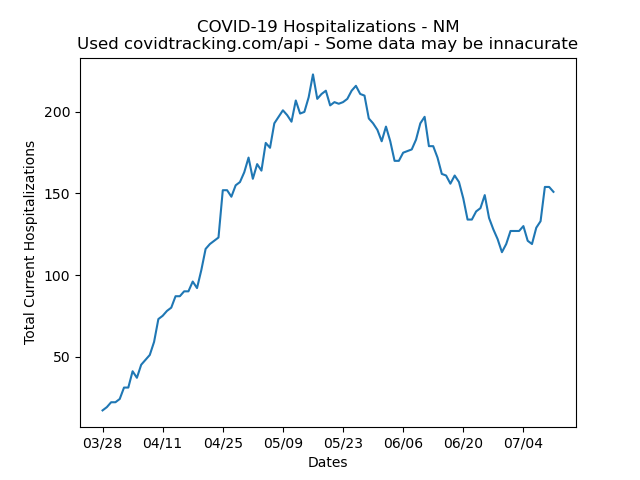 COVID-19 Hospitalizations - NM
Used covidtracking.com/api - Some data may be innacurate
Total Current Hospitalizations
200
150
100
50
03/28 04/11 04/25 05/09 05/23 06/06 06/20 07/04
Dates